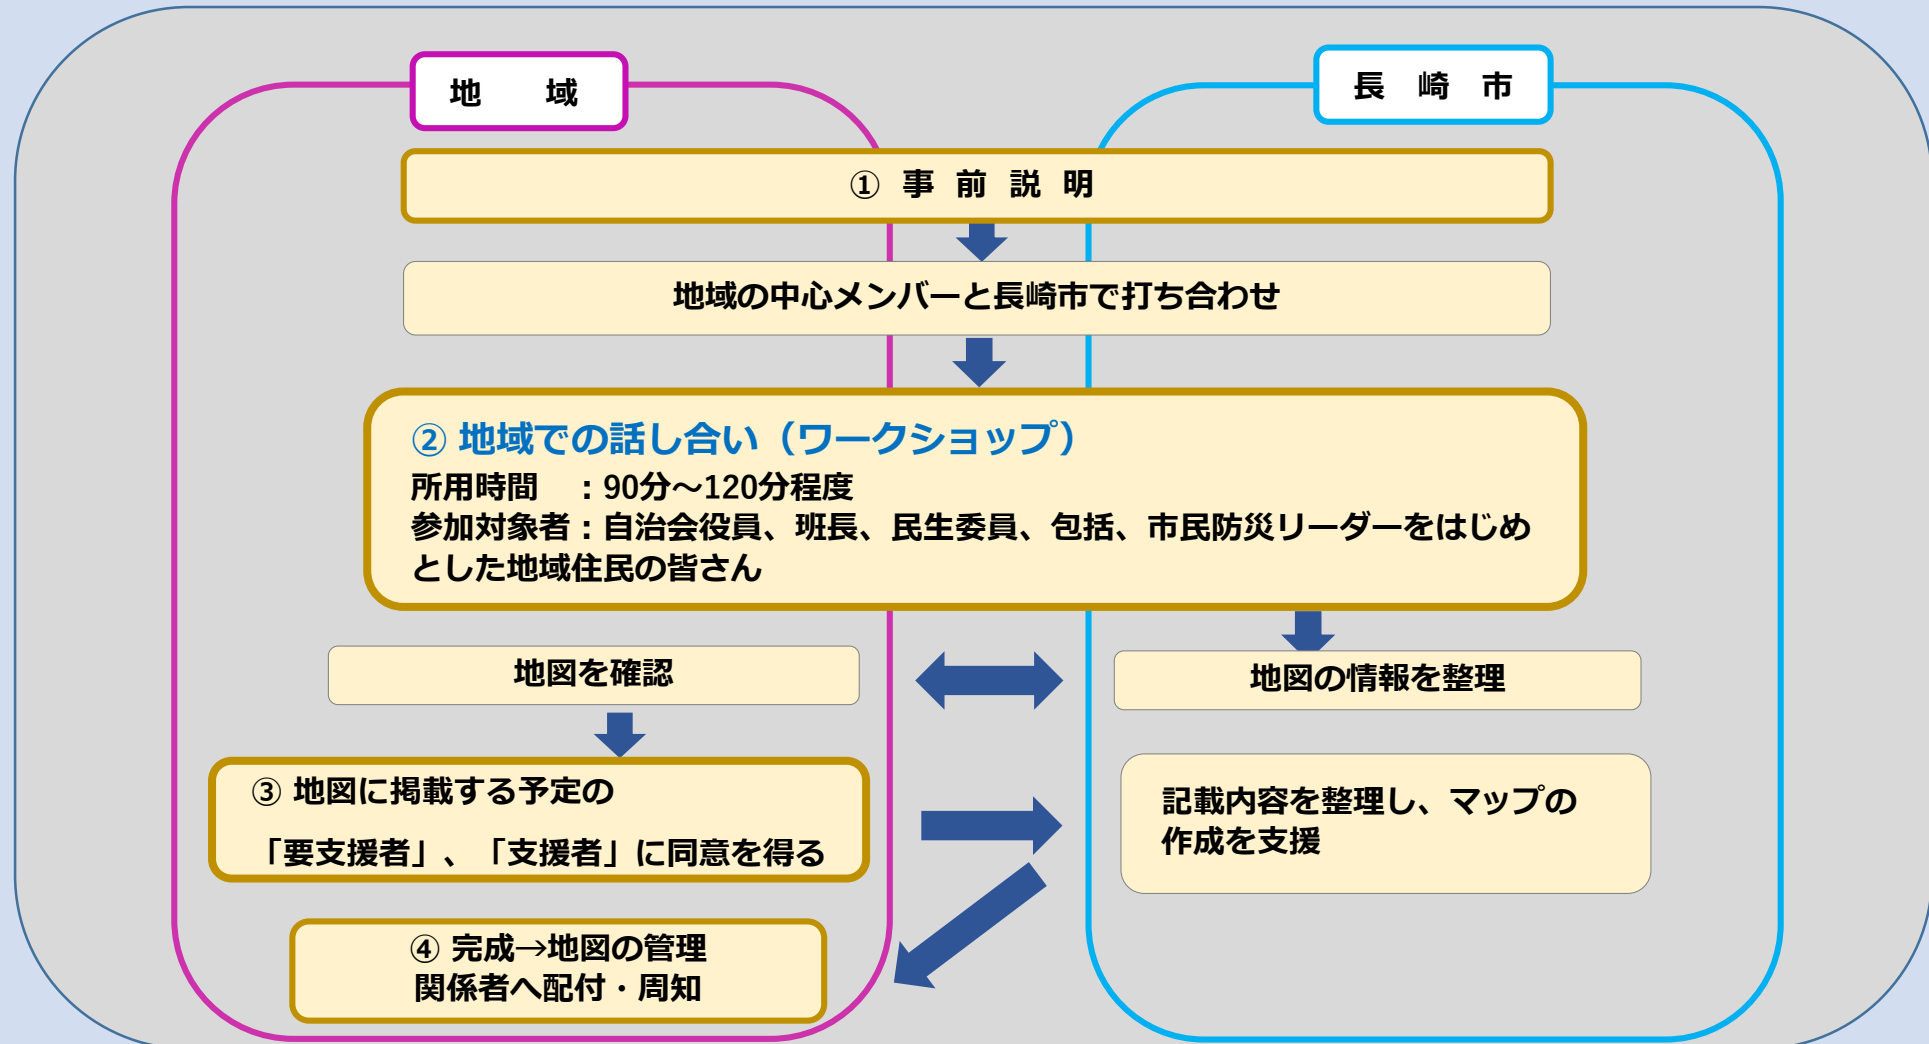 地　域
長　崎　市
① 事 前 説 明
地域の中心メンバーと長崎市で打ち合わせ
② 地域での話し合い（ワークショップ）
所用時間　：90分～120分程度
参加対象者：自治会役員、班長、民生委員、包括、市民防災リーダーをはじめ
とした地域住民の皆さん
地図を確認
地図の情報を整理
③ 地図に掲載する予定の
「要支援者」、「支援者」に同意を得る
記載内容を整理し、マップの
作成を支援
④ 完成→地図の管理
関係者へ配付・周知